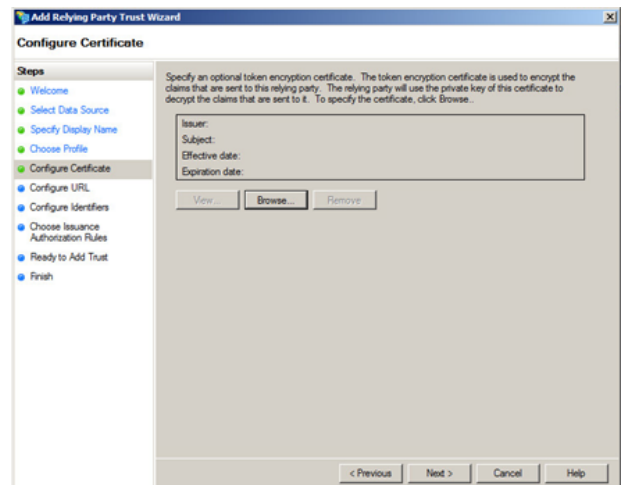 Add Relying Party Trust Wizard
Configure Certificate
Steps
Welcome
Select Data Source
Specify Display Name
Choose Profile
Configure Certificate
Configure URL
Configure Identifiers
Choose Issuance
Authorization Rules
Ready to Add Trust
Finish
Specify an optional token encryption certificate. The token encryption certificate is used to encrypt the
claims that are sent to this relying party. The relying party will use the private key of this certificate to
decrypt the claims that are sent to it. To specify the certificate, click Browse..
Issuer:
Subject:
Effective date:
Expiration date:
View...
Browse...
Remove
< Previous
Next >
Cancel
Help